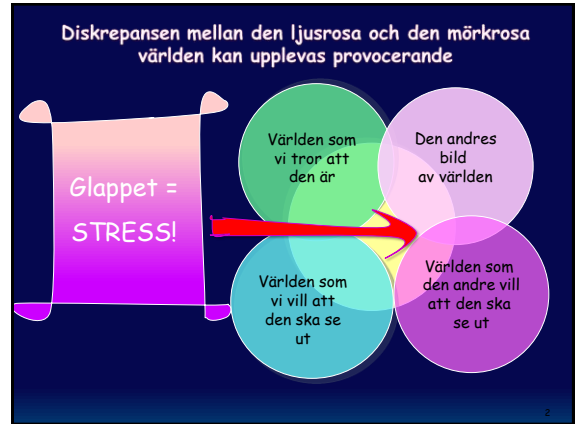 Diskrepansen mellan den ljusrosa och den mörkrosa
världen kan upplevas provocerande
Glappet =
STRESS!
Världen som
vi tror att
den är
Den andres
bild
av världen
Världen som
vi vill att
den ska se
ut
Världen som
den andre vill
att den ska
se ut
2